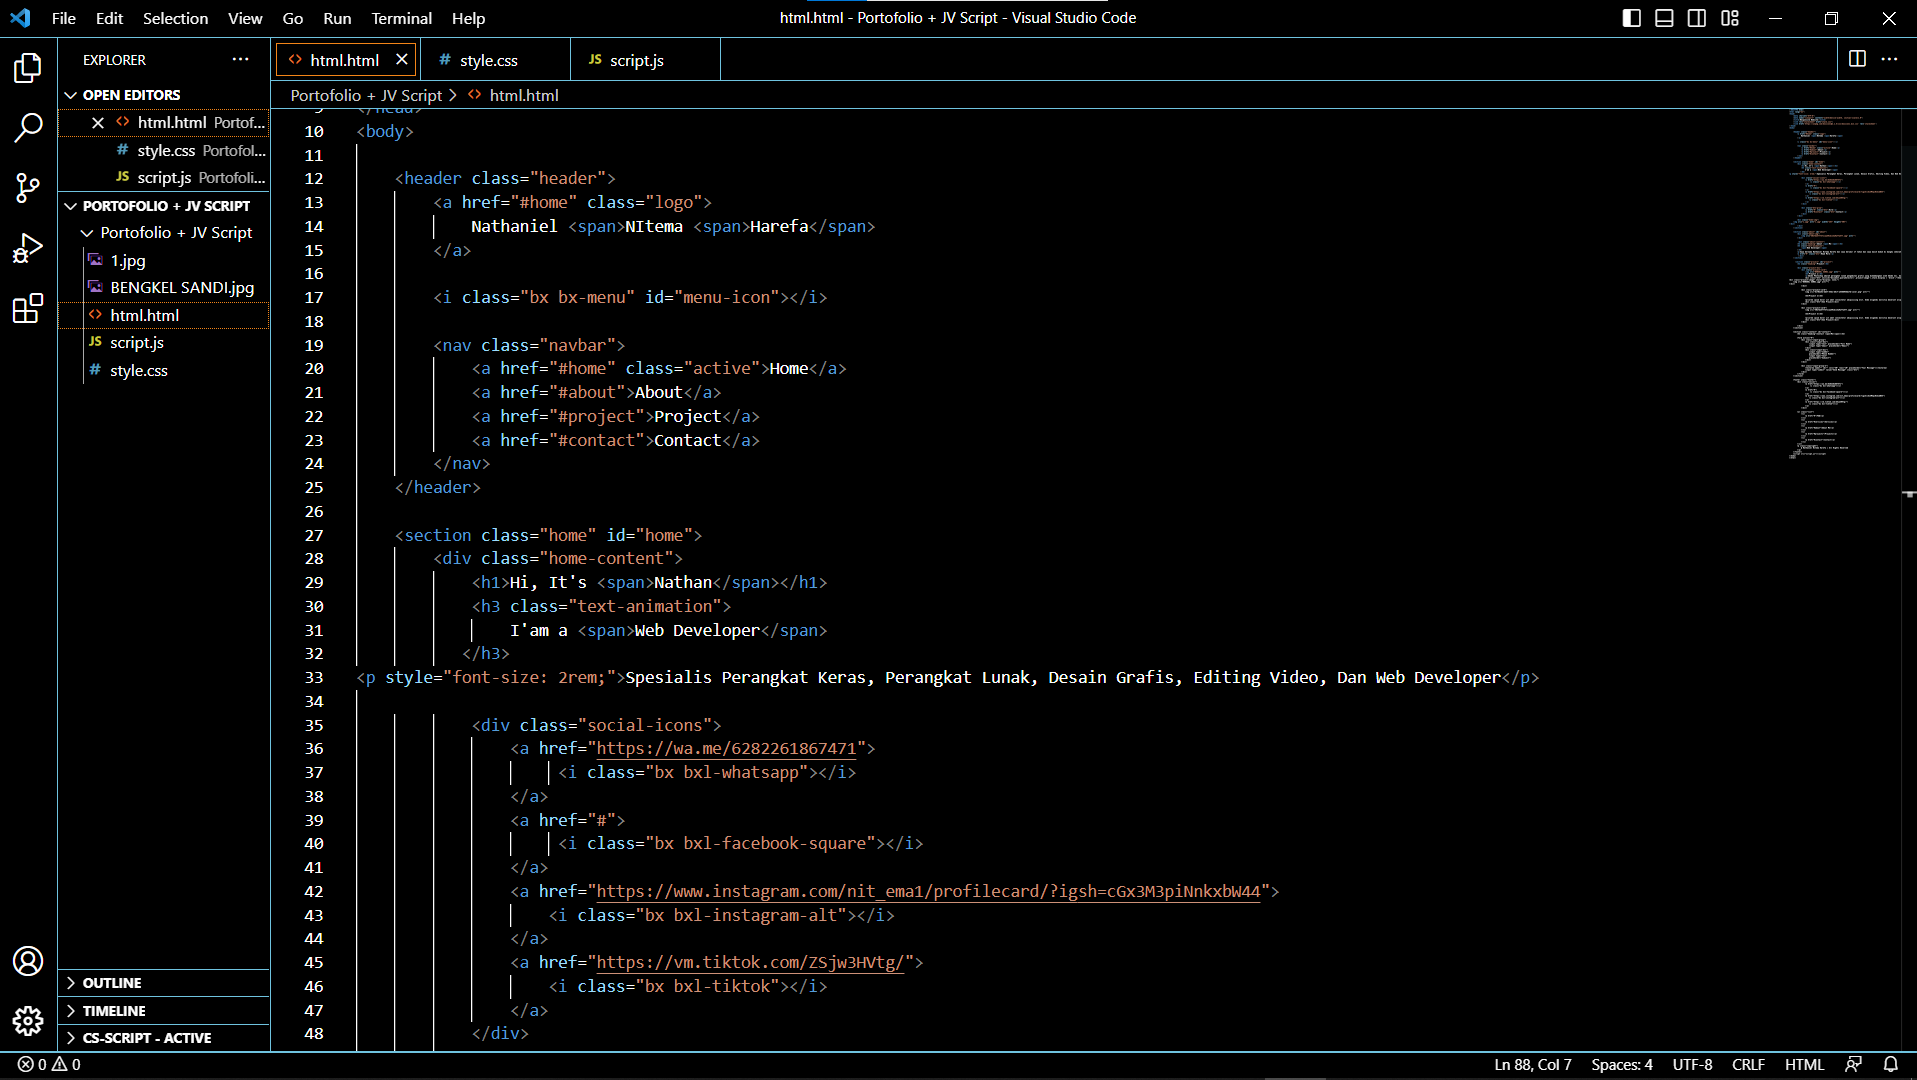 File Edit Selection View Go Run Terminal Help
html.html - Portofolio + JV Script - Visual Studio Code
EXPLORER
OPEN EDITORS
html.html Portof...
# style.css Portofol...
JS script.js Portofoli...
PORTOFOLIO + JV SCRIPT
Portofolio + JV Script
1.jpg
BENGKEL SANDI.jpg
<> html.html
JS script.js
# style.css
OUTLINE
TIMELINE
CS-SCRIPT - ACTIVE
<> html.html
# style.css
JS script.js
Portofolio + JV Script > <> html.html
9 </head>
10 <body>
11
12 <header class="header">
13 <a href="#home" class="logo">
14 Nathaniel <span>NItema <span>Harefa</span>
15 </a>
16
17 <i class="bx bx-menu" id="menu-icon"></i>
18
19 <nav class="navbar">
20 <a href="#home" class="active">Home</a>
21 <a href="#about">About</a>
22 <a href="#project">Project</a>
23 <a href="#contact">Contact</a>
24 </nav>
25 </header>
26
27 <section class="home" id="home">
28 <div class="home-content">
29 <h1>Hi, It's <span>Nathan</span></h1>
30 <h3 class="text-animation">
31 I'am a <span>Web Developer</span>
32 </h3>
33 <p style="font-size: 2rem;">Spesialis Perangkat Keras, Perangkat Lunak, Desain Grafis, Editing Video, Dan Web Developer</p>
34
35 <div class="social-icons">
36 <a href="https://wa.me/6282261867471">
37 <i class="bx bxl-whatsapp"></i>
38 </a>
39 <a href="#">
40 <i class="bx bxl-facebook-square"></i>
41 </a>
42 <a href="https://www.instagram.com/nit_ema1/profilecard/?igsh=cGx3M3piNnkxbW44">
43 <i class="bx bxl-instagram-alt"></i>
44 </a>
45 <a href="https://vm.tiktok.com/ZSjw3HVtg/">
46 <i class="bx bxl-tiktok"></i>
47 </a>
48 </div>
0 0
Ln 88, Col 7 Spaces: 4 UTF-8 CRLF HTML